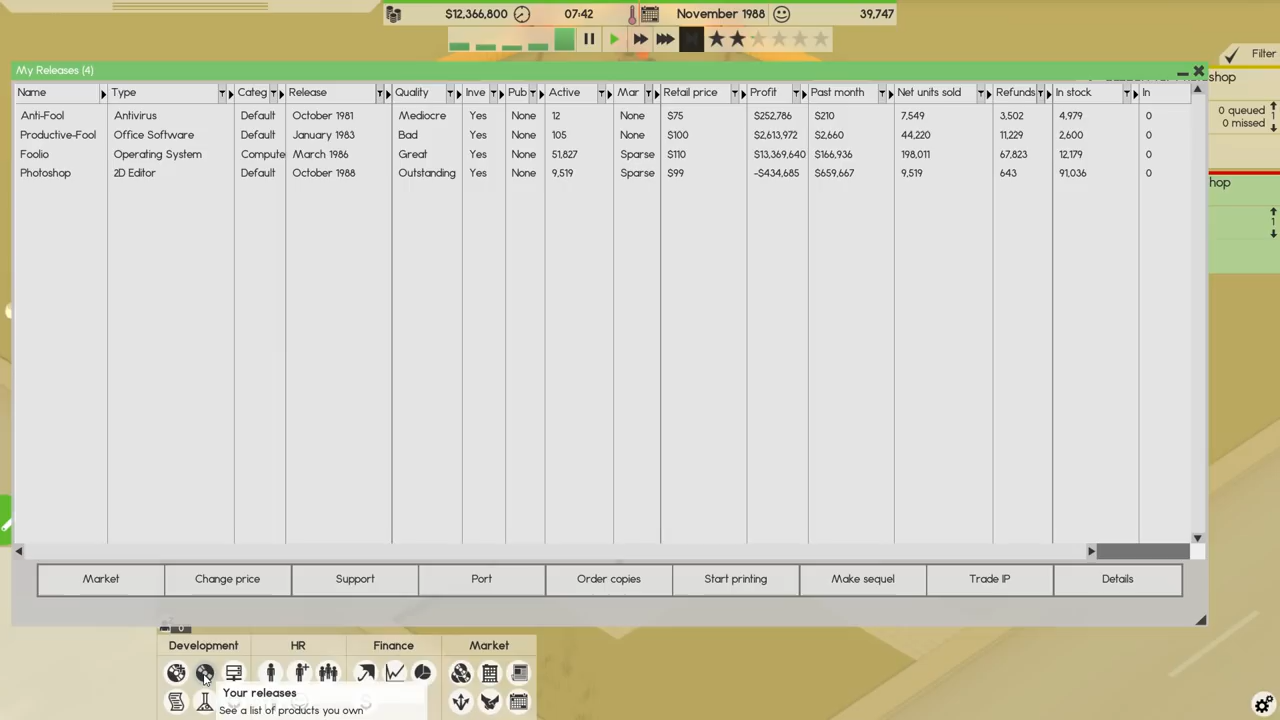 $12,366,800 07:42 November 1988 39,747
Filter
My Releases (4)
Name Type Categ Release Quality Inve Pub Active Mar Retail price Profit Past month Net units sold Refunds In stock In
Anti-Fool Antivirus Default October 1981 Mediocre Yes None 12 None $75 $252,786 $210 7,549 3,502 4,979 0
Productive-Fool Office Software Default January 1983 Bad Yes None 105 None $100 $2,613,972 $2,660 44,220 11,229 2,600 0
Foolio Operating System Compute March 1986 Great Yes None 51,827 Sparse $110 $13,369,640 $166,936 198,011 67,823 12,179 0
Photoshop 2D Editor Default October 1988 Outstanding Yes None 9,519 Sparse $99 -$434,685 $659,667 9,519 643 91,036 0
0 queued 1
0 missed
hop
1
Market Change price Support Port Order copies Start printing Make sequel Trade IP Details
Development HR Finance Market
Your releases
See a list of products you own